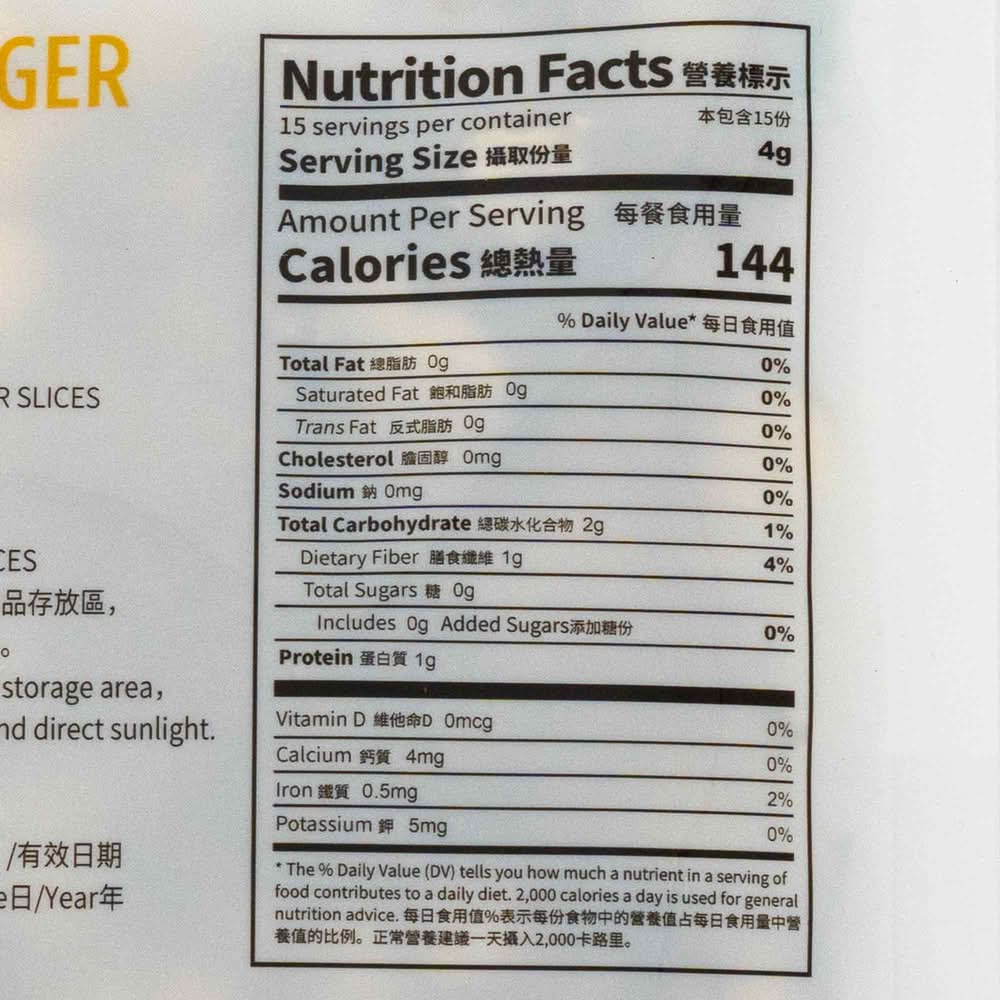 GER
R SLICES
CES
品存放區，
。
storage area,
nd direct sunlight.
/有效日期
e日/Year年
Nutrition Facts 營養標示
15 servings per container 本包含15份
Serving Size 攝取份量 4g
Amount Per Serving 每餐食用量
Calories 總熱量 144
% Daily Value* 每日食用值
Total Fat 總脂肪 0g 0%
Saturated Fat 飽和脂肪 0g 0%
Trans Fat 反式脂肪 0g 0%
Cholesterol 膽固醇 0mg 0%
Sodium 鈉 0mg 0%
Total Carbohydrate 總碳水化合物 2g 1%
Dietary Fiber 膳食纖維 1g 4%
Total Sugars 糖 0g
Includes 0g Added Sugars添加糖份 0%
Protein 蛋白質 1g
Vitamin D 維他命D 0mcg 0%
Calcium 鈣質 4mg 0%
Iron 鐵質 0.5mg 2%
Potassium 鉀 5mg 0%
* The % Daily Value (DV) tells you how much a nutrient in a serving of
food contributes to a daily diet. 2,000 calories a day is used for general
nutrition advice. 每日食用值%表示每份食物中的營養值占每日食用量中營
養值的比例。正常營養建議一天攝入2,000卡路里。